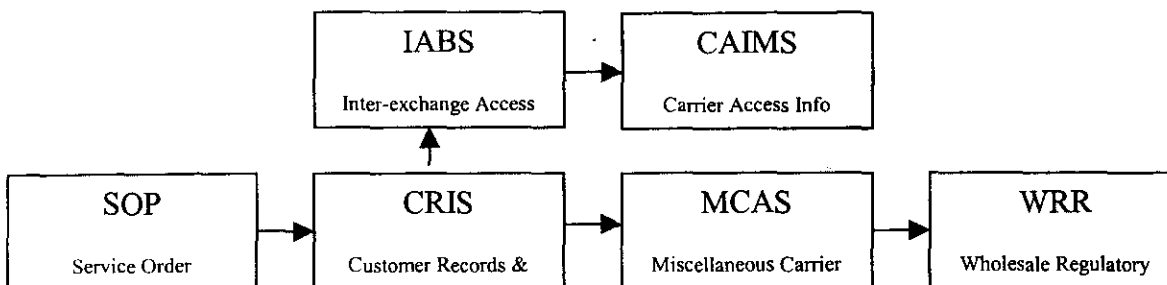 IABS
Inter-exchange Access
CAIMS
Carrier Access Info
SOP
Service Order
CRIS
Customer Records &
MCAS
Miscellaneous Carrier
WRR
Wholesale Regulatory